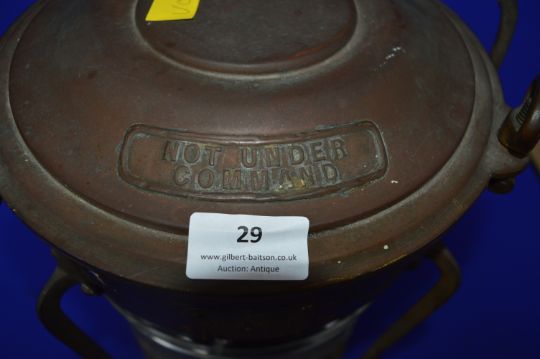 NOT UNDER
COMMAND
29
www.gilbert-baitson.co.uk
Auction: Antique